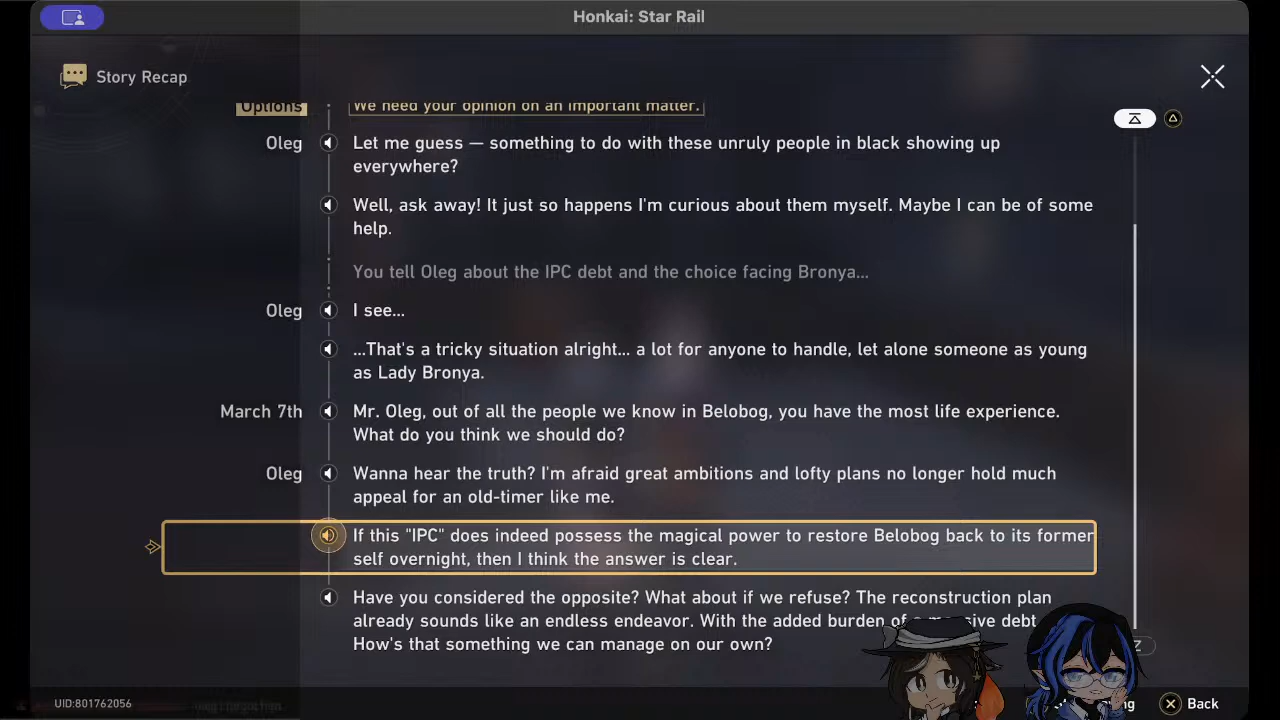 Honkai: Star Rail
Story Recap
Options
We need your opinion on an important matter.
Oleg
Let me guess — something to do with these unruly people in black showing up
everywhere?
Well, ask away! It just so happens I'm curious about them myself. Maybe I can be of some
help.
You tell Oleg about the IPC debt and the choice facing Bronya...
Oleg
I see...
...That's a tricky situation alright... a lot for anyone to handle, let alone someone as young
as Lady Bronya.
March 7th
Mr. Oleg, out of all the people we know in Belobog, you have the most life experience.
What do you think we should do?
Oleg
Wanna hear the truth? I'm afraid great ambitions and lofty plans no longer hold much
appeal for an old-timer like me.
If this "IPC" does indeed possess the magical power to restore Belobog back to its former
self overnight, then I think the answer is clear.
Have you considered the opposite? What about if we refuse? The reconstruction plan
already sounds like an endless endeavor. With the added burden of debt
How's that something we can manage on our own?
Z
UID:801762056
Back